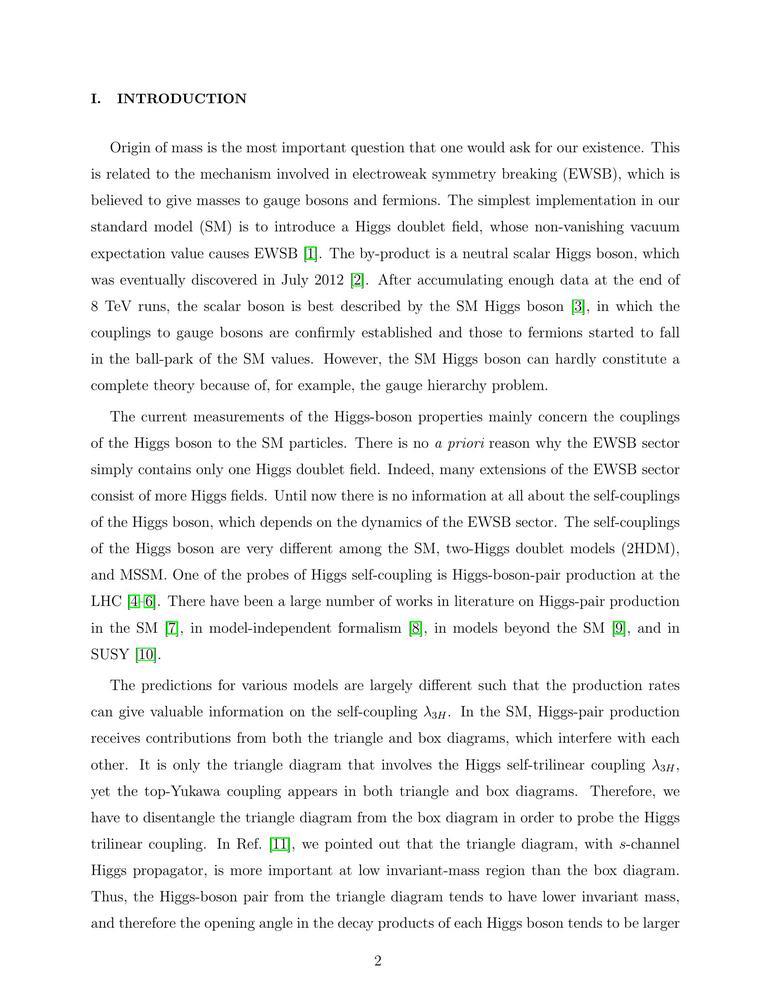 I. INTRODUCTION
Origin of mass is the most important question that one would ask for our existence. This
is related to the mechanism involved in electroweak symmetry breaking (EWSB), which is
believed to give masses to gauge bosons and fermions. The simplest implementation in our
standard model (SM) is to introduce a Higgs doublet field, whose non-vanishing vacuum
expectation value causes EWSB [1]. The by-product is a neutral scalar Higgs boson, which
was eventually discovered in July 2012 [2]. After accumulating enough data at the end of
8 TeV runs, the scalar boson is best described by the SM Higgs boson [3], in which the
couplings to gauge bosons are confirmly established and those to fermions started to fall
in the ball-park of the SM values. However, the SM Higgs boson can hardly constitute a
complete theory because of, for example, the gauge hierarchy problem.
The current measurements of the Higgs-boson properties mainly concern the couplings
of the Higgs boson to the SM particles. There is no a priori reason why the EWSB sector
simply contains only one Higgs doublet field. Indeed, many extensions of the EWSB sector
consist of more Higgs fields. Until now there is no information at all about the self-couplings
of the Higgs boson, which depends on the dynamics of the EWSB sector. The self-couplings
of the Higgs boson are very different among the SM, two-Higgs doublet models (2HDM),
and MSSM. One of the probes of Higgs self-coupling is Higgs-boson-pair production at the
LHC [4–6]. There have been a large number of works in literature on Higgs-pair production
in the SM [7], in model-independent formalism [8], in models beyond the SM [9], and in
SUSY [10].
The predictions for various models are largely different such that the production rates
can give valuable information on the self-coupling λ3H. In the SM, Higgs-pair production
receives contributions from both the triangle and box diagrams, which interfere with each
other. It is only the triangle diagram that involves the Higgs self-trilinear coupling λ3H,
yet the top-Yukawa coupling appears in both triangle and box diagrams. Therefore, we
have to disentangle the triangle diagram from the box diagram in order to probe the Higgs
trilinear coupling. In Ref. [11], we pointed out that the triangle diagram, with s-channel
Higgs propagator, is more important at low invariant-mass region than the box diagram.
Thus, the Higgs-boson pair from the triangle diagram tends to have lower invariant mass,
and therefore the opening angle in the decay products of each Higgs boson tends to be larger
2